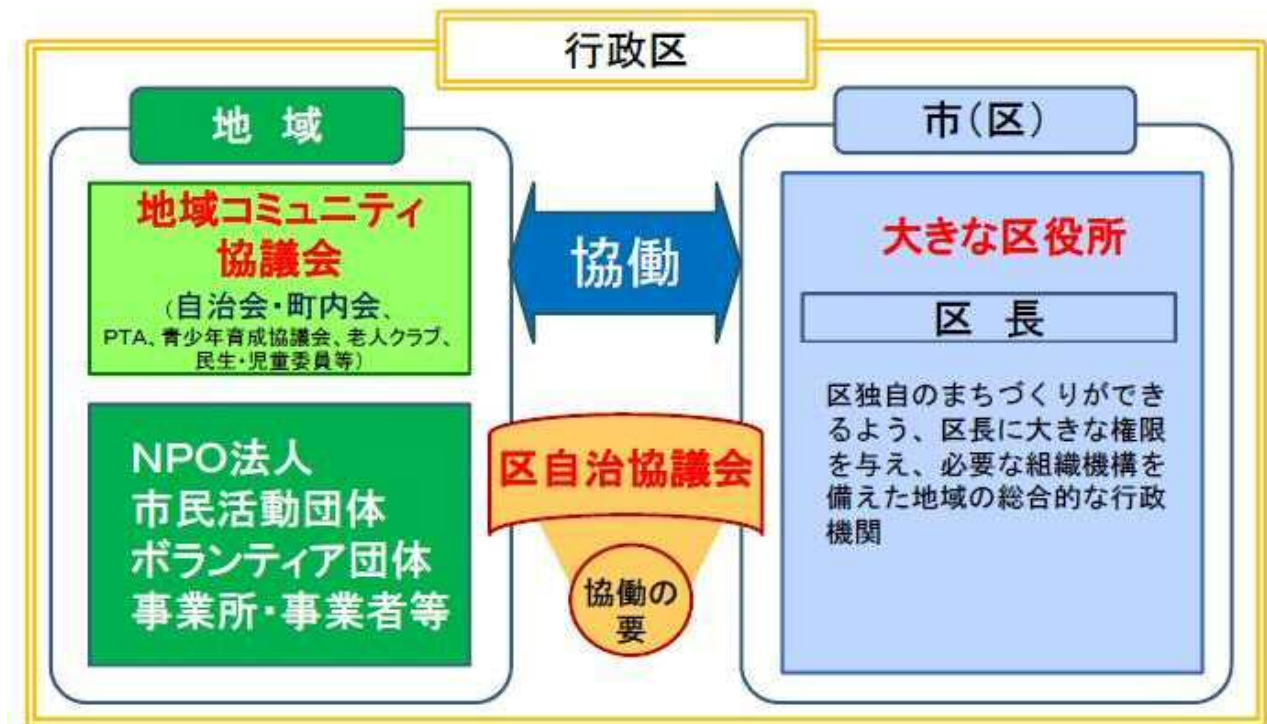 行政区
地 域
地域コミュニティ
協議会
(自治会・町内会、
PTA、青少年育成協議会、老人クラブ、
民生・児童委員等)
NPO法人
市民活動団体
ボランティア団体
事業所・事業者等
協働
区自治協議会
協働の
要
市(区)
大きな区役所
区 長
区独自のまちづくりができ
るよう、区長に大きな権限
を与え、必要な組織機構を
備えた地域の総合的な行政
機関